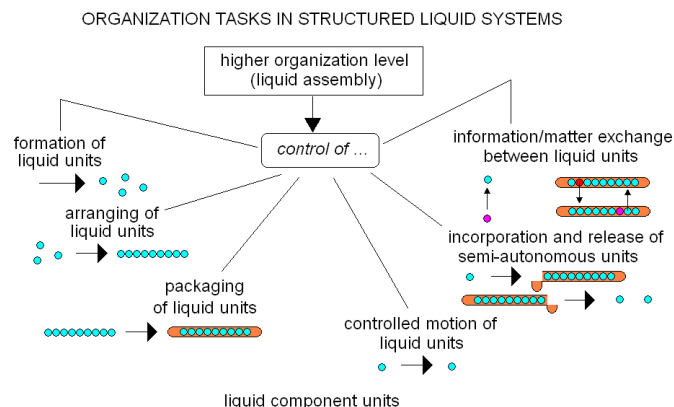 ORGANIZATION TASKS IN STRUCTURED LIQUID SYSTEMS
higher organization level
(liquid assembly)
control of ...
formation of
liquid units
information/matter exchange
between liquid units
arranging of
liquid units
incorporation and release of
semi-autonomous units
packaging
of liquid units
controlled motion of
liquid units
liquid component units